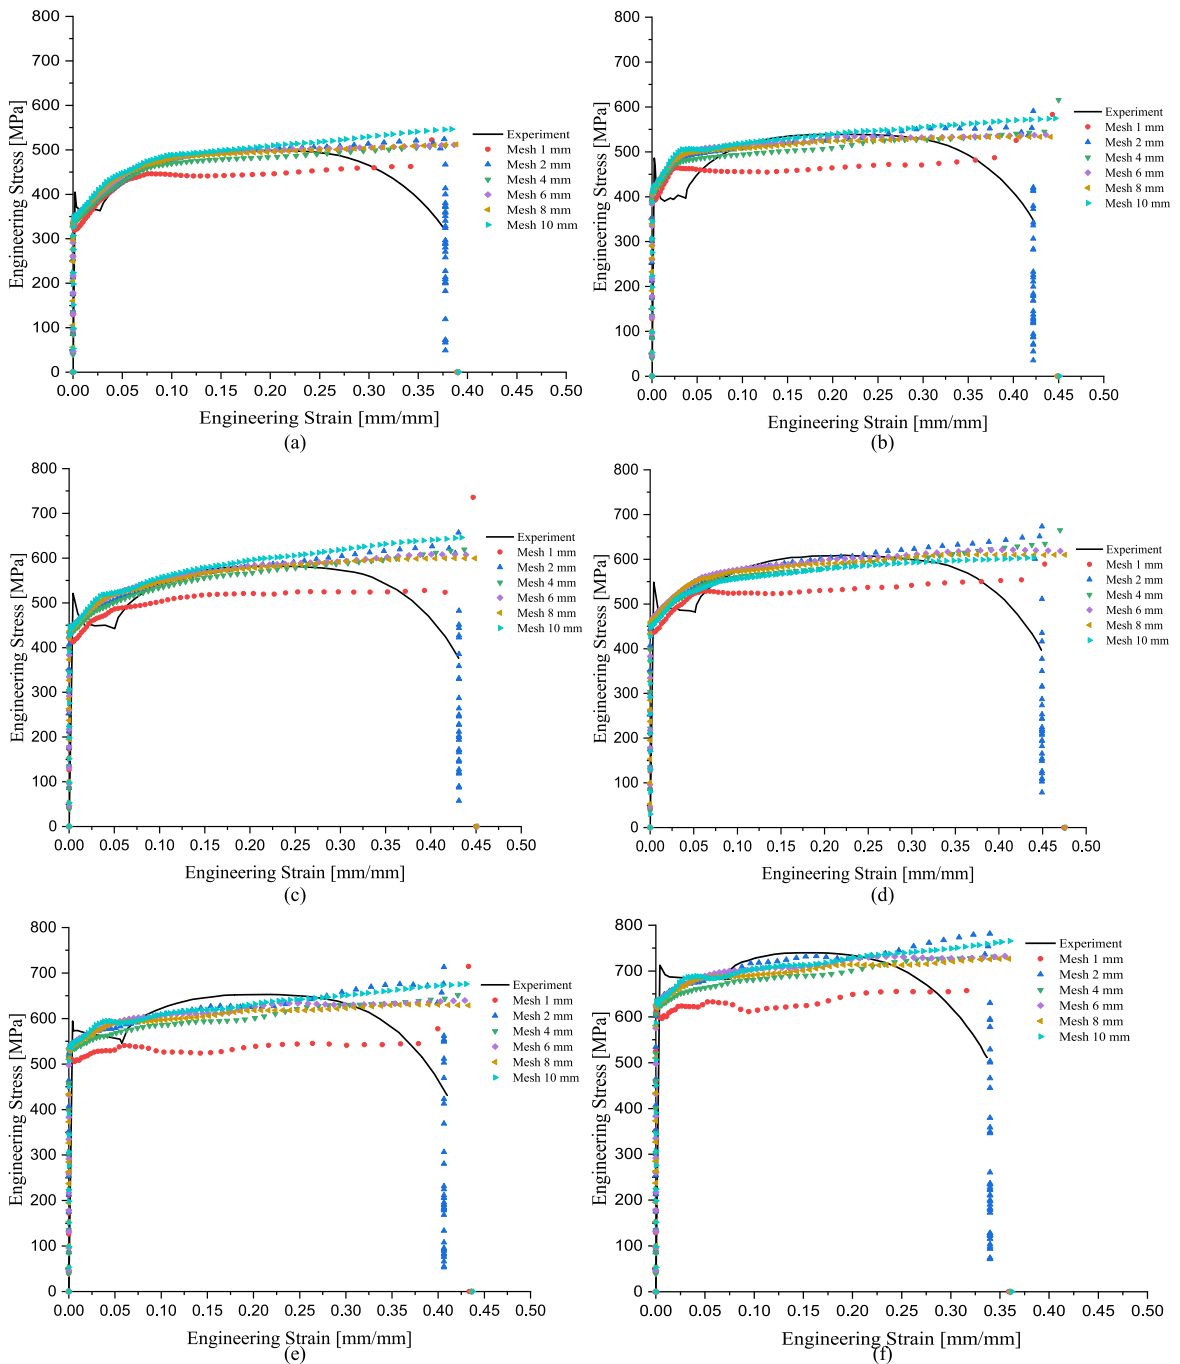 800
700
600
500
400
300
200
100
0
Engineering Stress [MPa]
Experiment
Mesh 1 mm
Mesh 2 mm
Mesh 4 mm
Mesh 6 mm
Mesh 8 mm
Mesh 10 mm
0.00 0.05 0.10 0.15 0.20 0.25 0.30 0.35 0.40 0.45 0.50
Engineering Strain [mm/mm]
(a)
800
700
600
500
400
300
200
100
0
Engineering Stress [MPa]
Experiment
Mesh 1 mm
Mesh 2 mm
Mesh 4 mm
Mesh 6 mm
Mesh 8 mm
Mesh 10 mm
0.00 0.05 0.10 0.15 0.20 0.25 0.30 0.35 0.40 0.45 0.50
Engineering Strain [mm/mm]
(b)
800
700
600
500
400
300
200
100
0
Engineering Stress [MPa]
Experiment
Mesh 1 mm
Mesh 2 mm
Mesh 4 mm
Mesh 6 mm
Mesh 8 mm
Mesh 10 mm
0.00 0.05 0.10 0.15 0.20 0.25 0.30 0.35 0.40 0.45 0.50
Engineering Strain [mm/mm]
(c)
800
700
600
500
400
300
200
100
0
Engineering Stress [MPa]
Experiment
Mesh 1 mm
Mesh 2 mm
Mesh 4 mm
Mesh 6 mm
Mesh 8 mm
Mesh 10 mm
0.00 0.05 0.10 0.15 0.20 0.25 0.30 0.35 0.40 0.45 0.50
Engineering Strain [mm/mm]
(d)
800
700
600
500
400
300
200
100
0
Engineering Stress [MPa]
Experiment
Mesh 1 mm
Mesh 2 mm
Mesh 4 mm
Mesh 6 mm
Mesh 8 mm
Mesh 10 mm
0.00 0.05 0.10 0.15 0.20 0.25 0.30 0.35 0.40 0.45 0.50
Engineering Strain [mm/mm]
(e)
800
700
600
500
400
300
200
100
0
Engineering Stress [MPa]
Experiment
Mesh 1 mm
Mesh 2 mm
Mesh 4 mm
Mesh 6 mm
Mesh 8 mm
Mesh 10 mm
0.00 0.05 0.10 0.15 0.20 0.25 0.30 0.35 0.40 0.45 0.50
Engineering Strain [mm/mm]
(f)